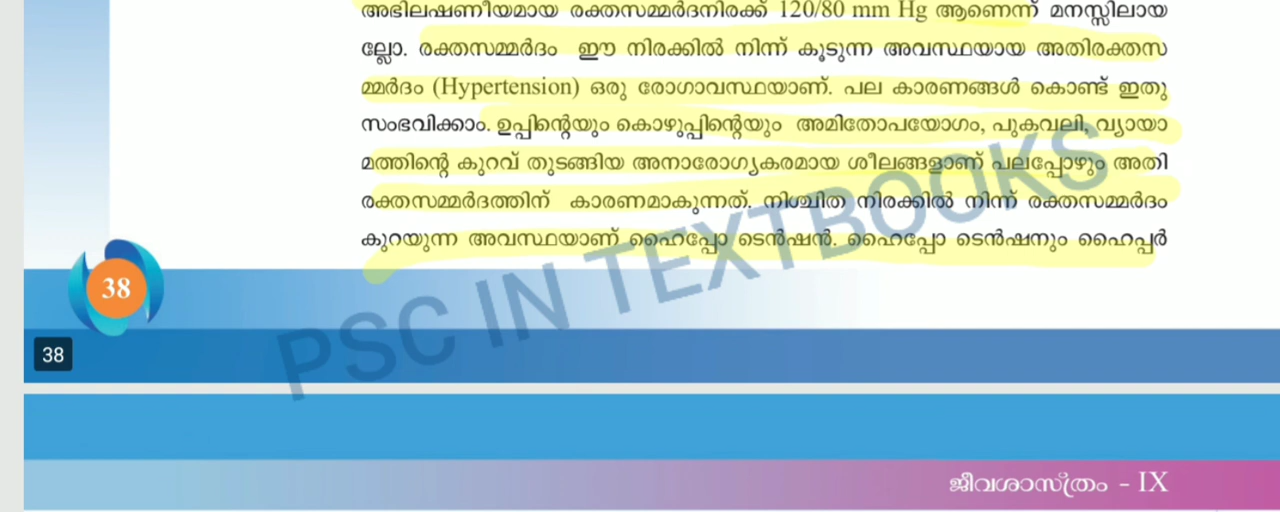 അഭിലഷണീയമായ രക്തസമ്മർദനിരക്ക് 120/80 mm Hg ആണെന്ന് മനസ്സിലായ
ല്ലോ. രക്തസമ്മർദം ഈ നിരക്കിൽ നിന്ന് കൂടുന്ന അവസ്ഥയായ അതിരക്തസ
മ്മർദം (Hypertension) ഒരു രോഗാവസ്ഥയാണ്. പല കാരണങ്ങൾ കൊണ്ട് ഇതു
സംഭവിക്കാം. ഉപ്പിന്റെയും കൊഴുപ്പിന്റെയും അമിതോപയോഗം, പുകവലി, വ്യായാ
മത്തിന്റെ കുറവ് തുടങ്ങിയ അനാരോഗ്യകരമായ ശീലങ്ങളാണ് പലപ്പോഴും അതി
രക്തസമ്മർദത്തിന് കാരണമാകുന്നത്. നിശ്ചിത നിരക്കിൽ നിന്ന് രക്തസമ്മർദം
കുറയുന്ന അവസ്ഥയാണ് ഹൈപ്പോ ടെൻഷൻ. ഹൈപ്പോ ടെൻഷനും ഹൈപ്പർ
38
38
PSC IN TEXTBOOKS
ജീവശാസ്ത്രം - IX